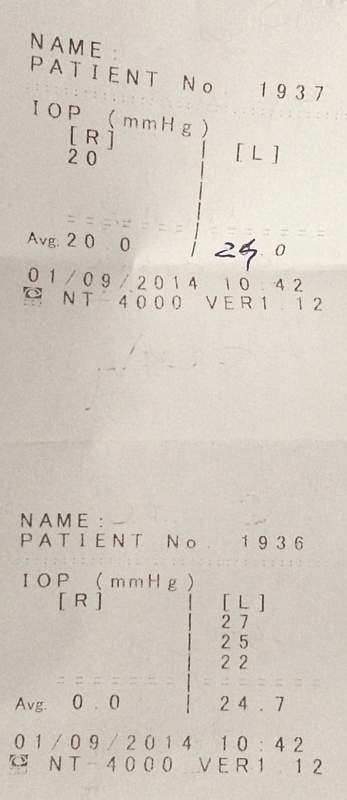 NAME:
PATIENT No. 1937
IOP (mmHg)
[R] | [L]
20
Avg. 20.0 | .0
01/09/2014 10:42
NT-4000 VER1.12
NAME:
PATIENT No. 1936
IOP (mmHg)
[R] | [L]
27
25
22
Avg. 0.0 | 24.7
01/09/2014 10:42
NT-4000 VER1.12